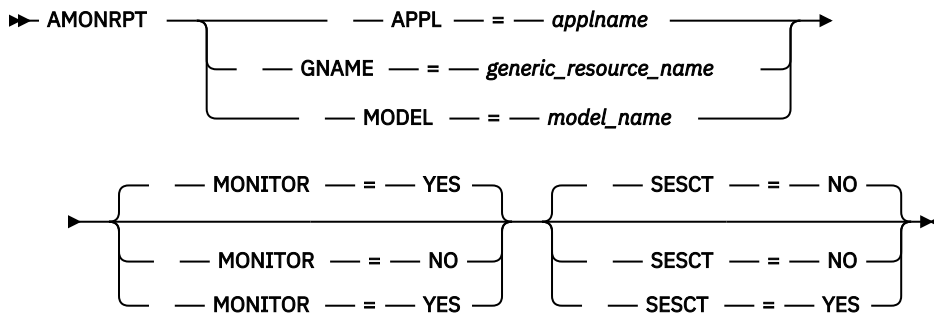 AMONRPT APPL = applname
GNAME = generic_resource_name
MODEL = model_name
MONITOR = YES SESCT = NO
MONITOR = NO SESCT = NO
MONITOR = YES SESCT = YES